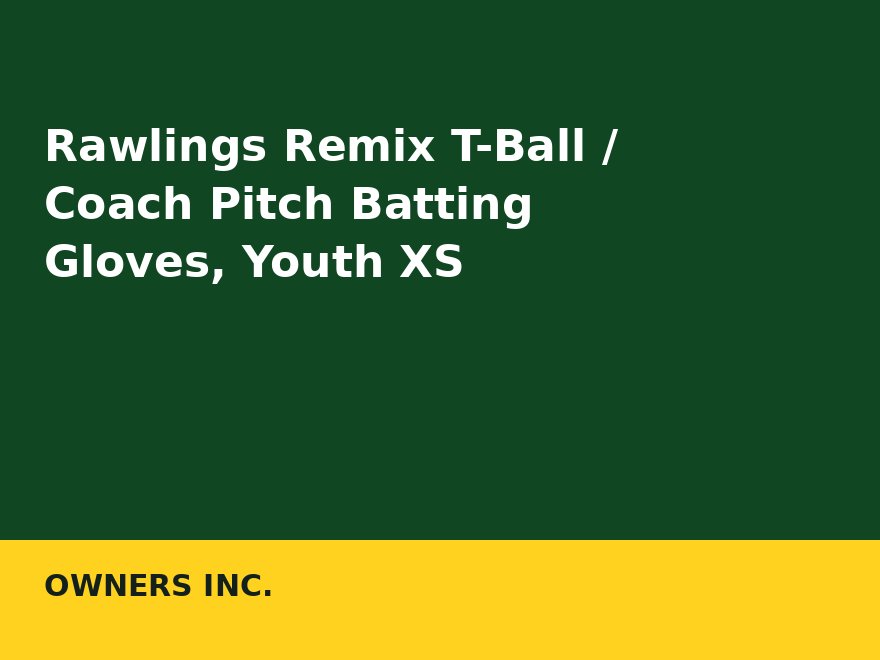 Rawlings Remix T-Ball /
Coach Pitch Batting
Gloves, Youth XS
OWNERS INC.